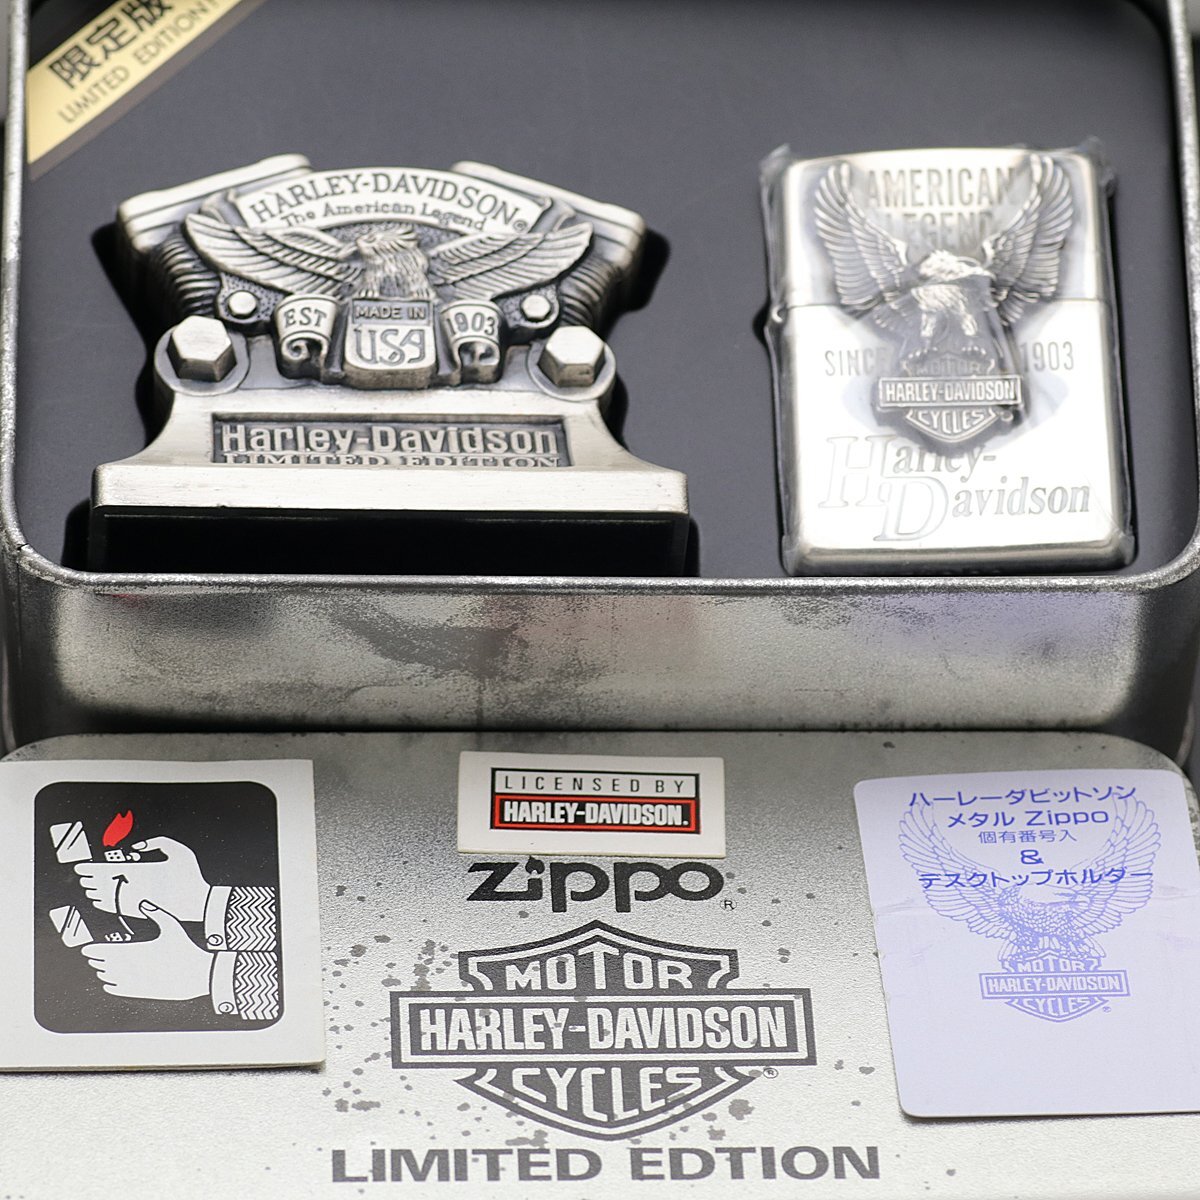 限定版
LIMITED EDITION
HARLEY-DAVIDSON®
The American Legend
EST
MADE IN
USA
1903
Harley-Davidson
LIMITED EDITION
AMERICAN
LEGEND
SINCE 1903
MOTOR
HARLEY-DAVIDSON
CYCLES
Harley-
Davidson
LICENSED BY
HARLEY-DAVIDSON.
zippo®
MOTOR
HARLEY-DAVIDSON
CYCLES®
LIMITED EDTION
ハーレーダビットソン
メタル Zippo
個有番号入
&
デスクトップホルダー
MOTOR
HARLEY-DAVIDSON
CYCLES®